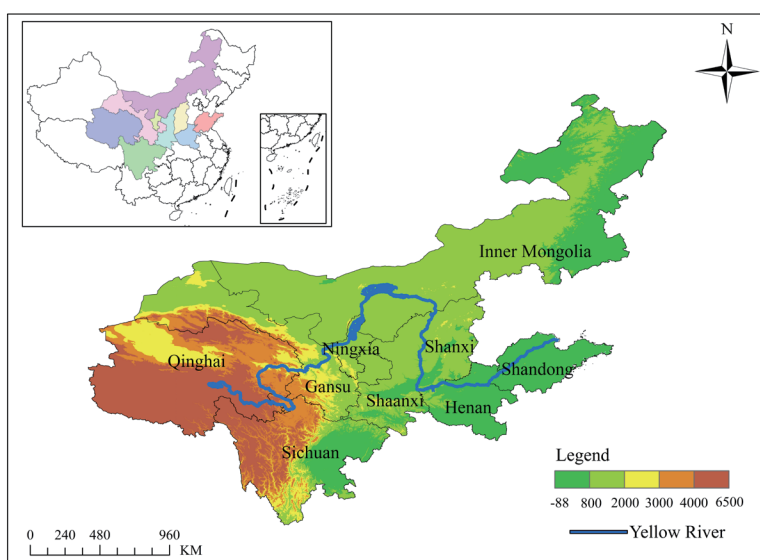 N
Inner Mongolia
Ningxia
Shanxi
Qinghai
Gansu
Shandong
Shaanxi
Henan
Sichuan
Legend
-88 800 2000 3000 4000 6500
Yellow River
0 240 480 960
KM